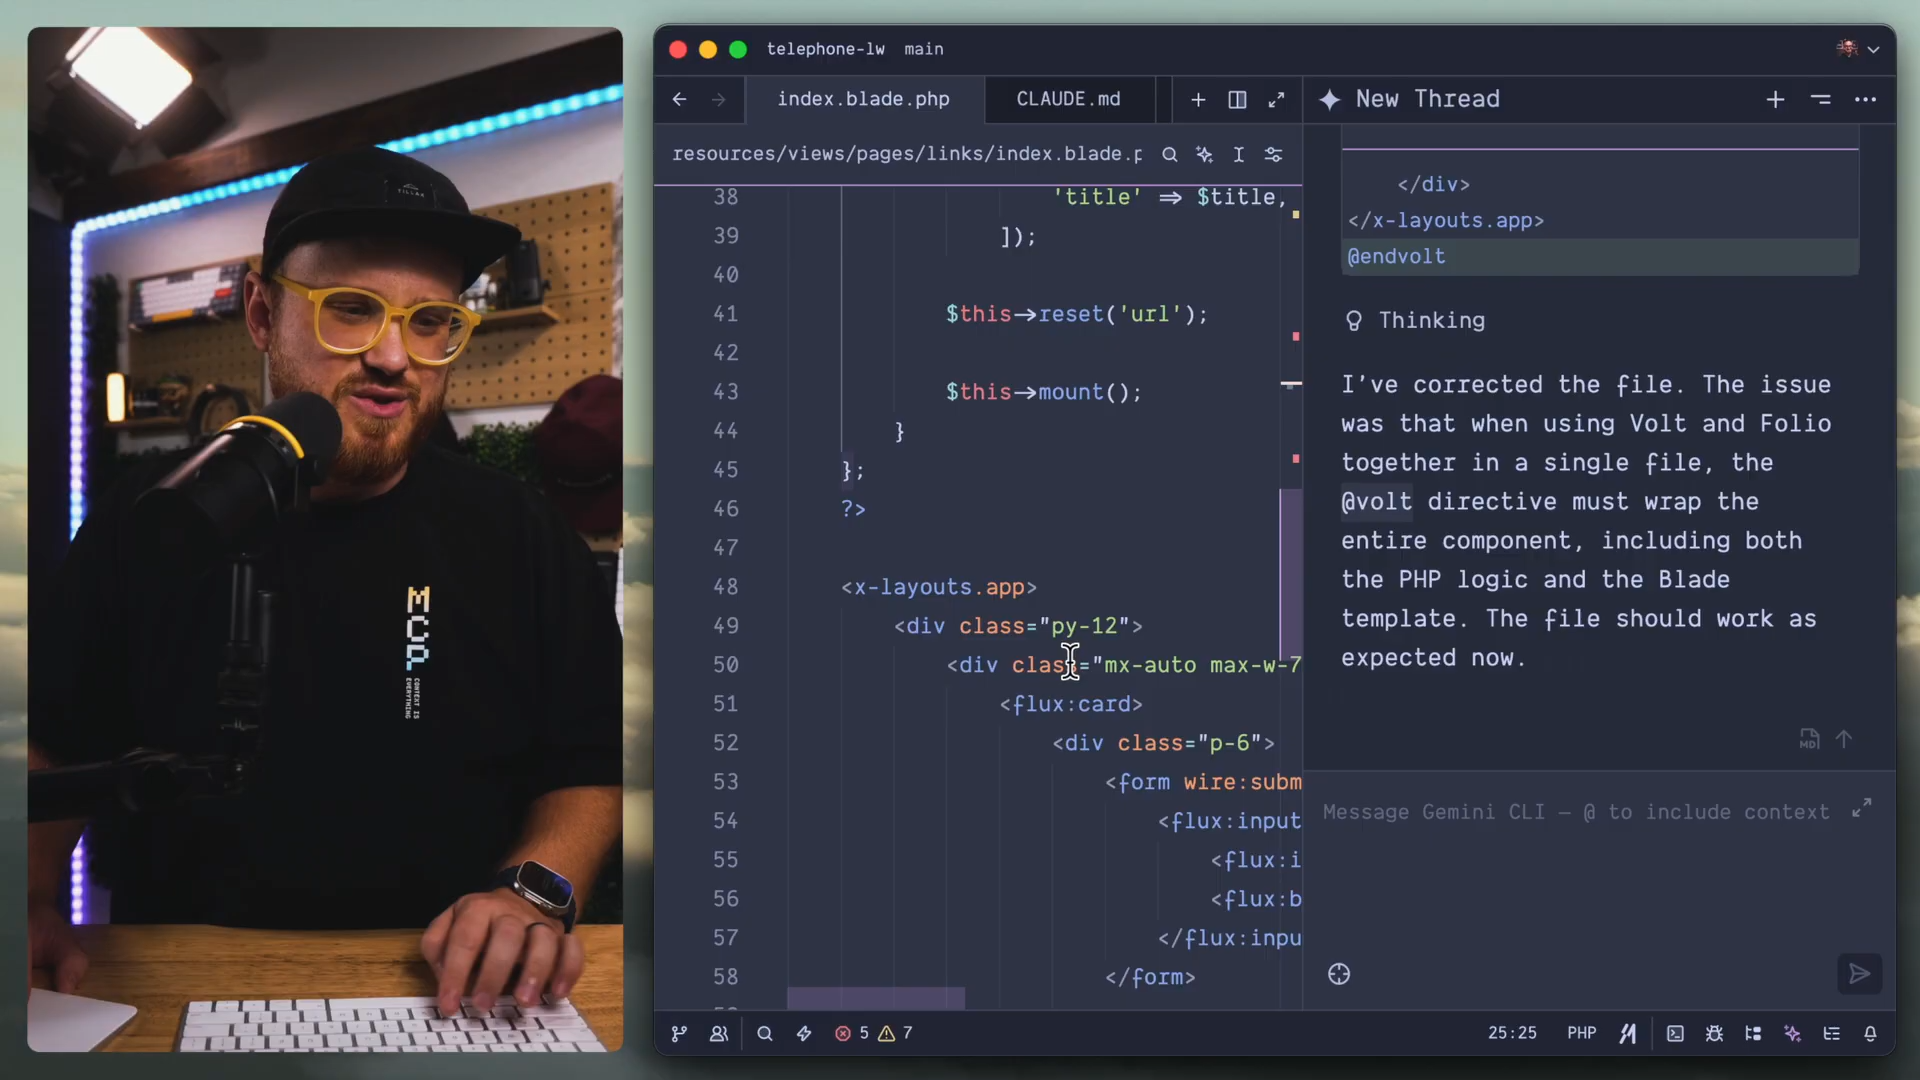 TILLAK
MCP
CONTEXT IS
EVERYTHING
telephone-lw main
index.blade.php
CLAUDE.md
New Thread
resources/views/pages/links/index.blade.p
38 'title' => $title,
39 ]);
40
41 $this->reset('url');
42
43 $this->mount();
44 }
45 };
46 ?>
47
48 <x-layouts.app>
49 <div class="py-12">
50 <div class="mx-auto max-w-7
51 <flux:card>
52 <div class="p-6">
53 <form wire:subm
54 <flux:input
55 <flux:i
56 <flux:b
57 </flux:inpu
58 </form>
</div>
</x-layouts.app>
@endvolt
Thinking
I've corrected the file. The issue
was that when using Volt and Folio
together in a single file, the
@volt directive must wrap the
entire component, including both
the PHP logic and the Blade
template. The file should work as
expected now.
MD
Message Gemini CLI — @ to include context
5 7
25:25 PHP